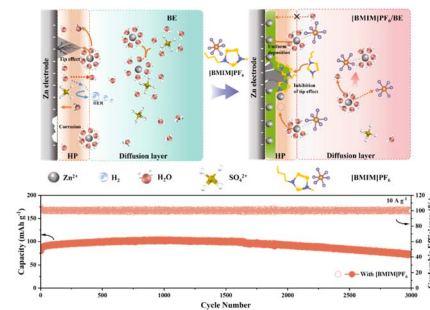 BE
[BMIM]PF6/BE
Zn electrode
Tip effect
HER
Corrosion
HP
Diffusion layer
[BMIM]PF6
Zn electrode
H2O
Uniform
deposition
Inhibition
of tip effect
HP
Diffusion layer
Zn2+
H2
H2O
SO42+
[BMIM]PF6
Capacity (mAh g-1)
200
150
100
50
0
10 A g-1
With [BMIM]PF6
120
100
80
60
40
20
0
0
500
1000
1500
2000
2500
3000
Cycle Number